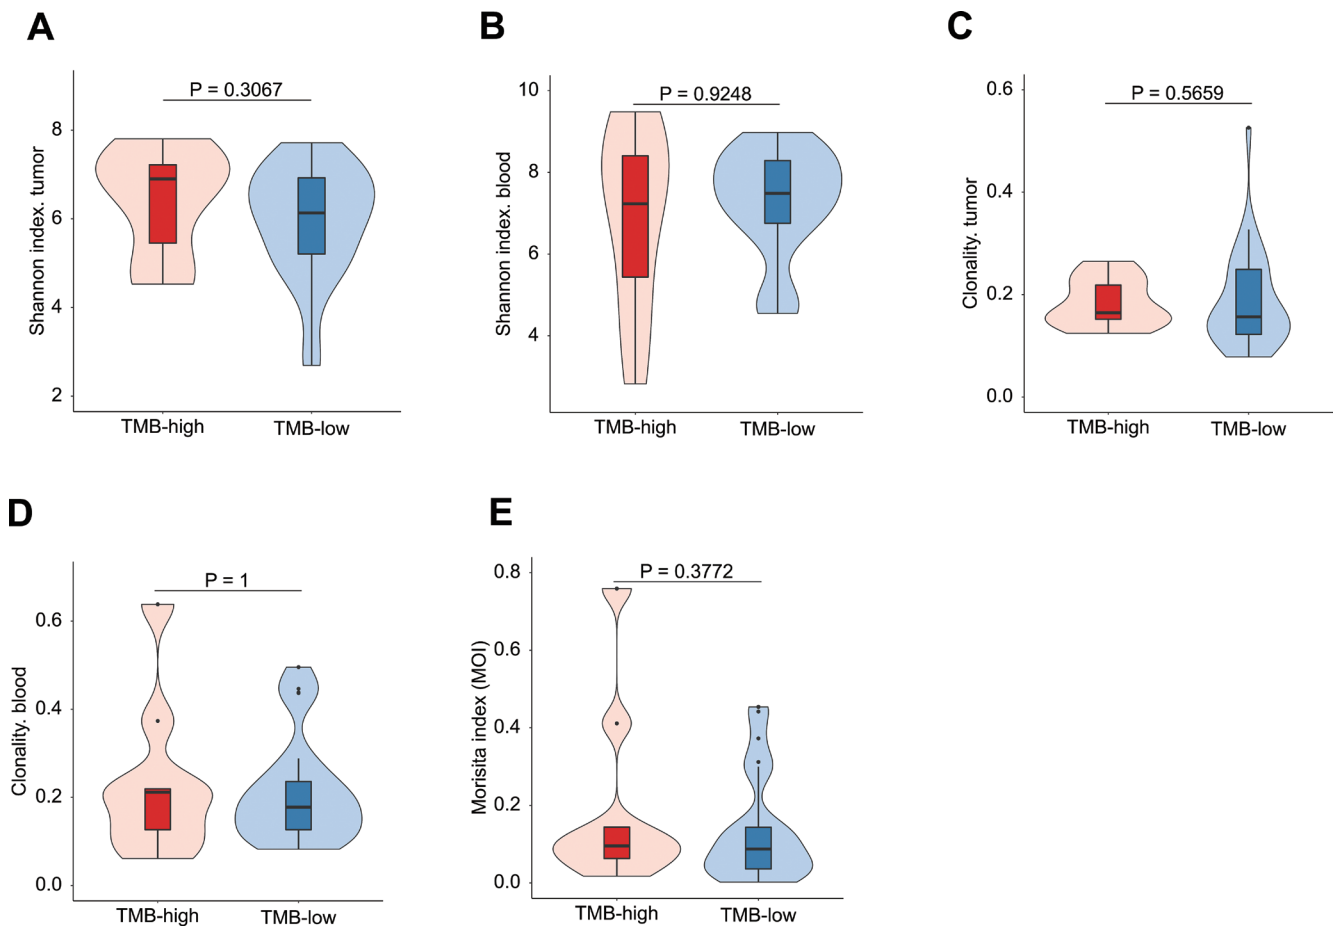 A
P = 0.3067
Shannon index. tumor
8
6
4
2
TMB-high
TMB-low
B
P = 0.9248
Shannon index. blood
10
8
6
4
TMB-high
TMB-low
C
P = 0.5659
Clonality. tumor
0.6
0.4
0.2
0.0
TMB-high
TMB-low
D
P = 1
Clonality. blood
0.6
0.4
0.2
0.0
TMB-high
TMB-low
E
P = 0.3772
Morisita index (MOI)
0.8
0.6
0.4
0.2
0.0
TMB-high
TMB-low